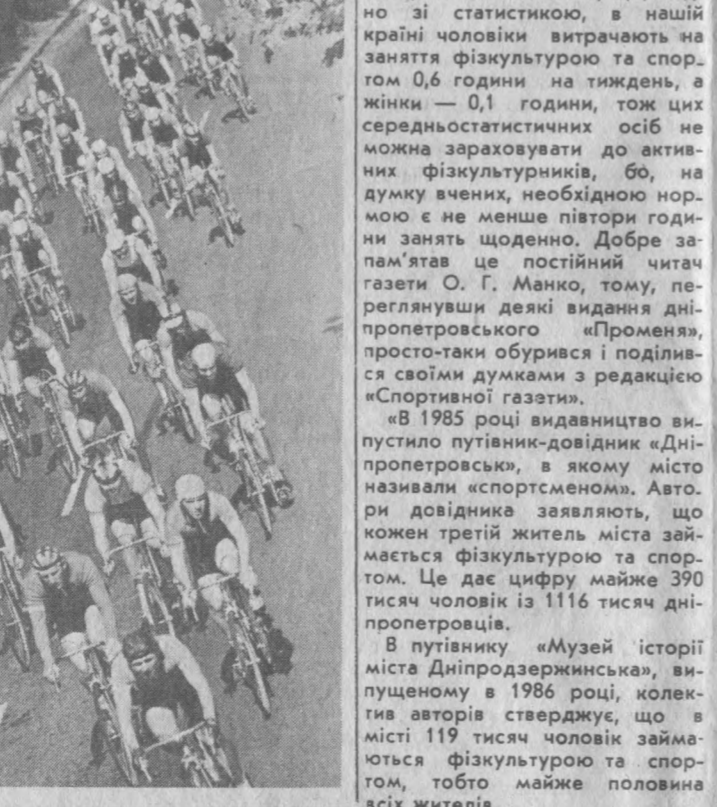 но зі статистикою, в нашій
країні чоловіки витрачають на
заняття фізкультурою та спор-
том 0,6 години на тиждень, а
жінки — 0,1 години, тож цих
середньостатистичних осіб не
можна зараховувати до актив-
них фізкультурників, бо, на
думку вчених, необхідною нор-
мою є не менше півтори годи-
ни занять щоденно. Добре за-
пам'ятав це постійний читач
газети О. Г. Манко, тому, пе-
реглянувши деякі видання дні-
пропетровського «Променя»,
просто-таки обурився і поділив-
ся своїми думками з редакцією
«Спортивної газети».
«В 1985 році видавництво ви-
пустило путівник-довідник «Дні-
пропетровськ», в якому місто
називали «спортсменом». Авто-
ри довідника заявляють, що
кожен третій житель міста зай-
мається фізкультурою та спор-
том. Це дає цифру майже 390
тисяч чоловік із 1116 тисяч дні-
пропетровців.
В путівнику «Музей історії
міста Дніпродзержинська», ви-
пущеному в 1986 році, колек-
тив авторів стверджує, що в
місті 119 тисяч чоловік займа-
ються фізкультурою та спор-
том, тобто майже половина
всіх жителів